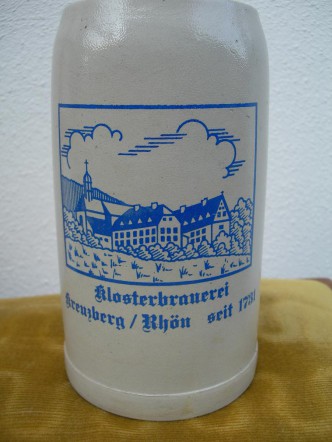 Klosterbrauerei
Kreuzberg / Rhön seit 1731